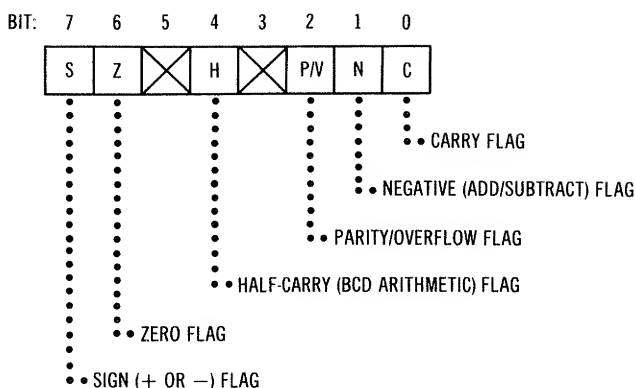 BIT: 7 6 5 4 3 2 1 0
S Z H P/V N C
CARRY FLAG
NEGATIVE (ADD/SUBTRACT) FLAG
PARITY/OVERFLOW FLAG
HALF-CARRY (BCD ARITHMETIC) FLAG
ZERO FLAG
SIGN (+ OR −) FLAG